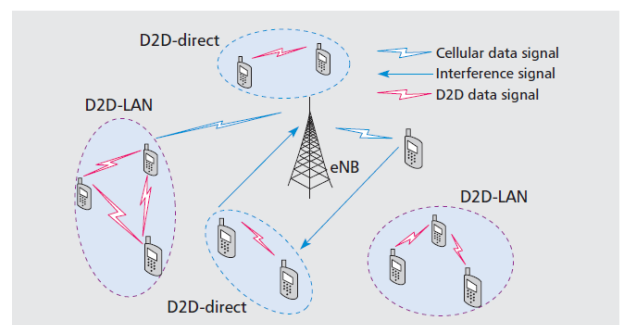 D2D-direct
Cellular data signal
Interference signal
D2D data signal
D2D-LAN
eNB
D2D-LAN
D2D-direct